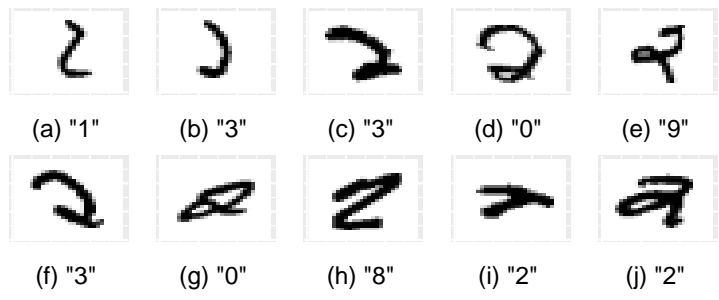 (a) "1" (b) "3" (c) "3" (d) "0" (e) "9"
(f) "3" (g) "0" (h) "8" (i) "2" (j) "2"